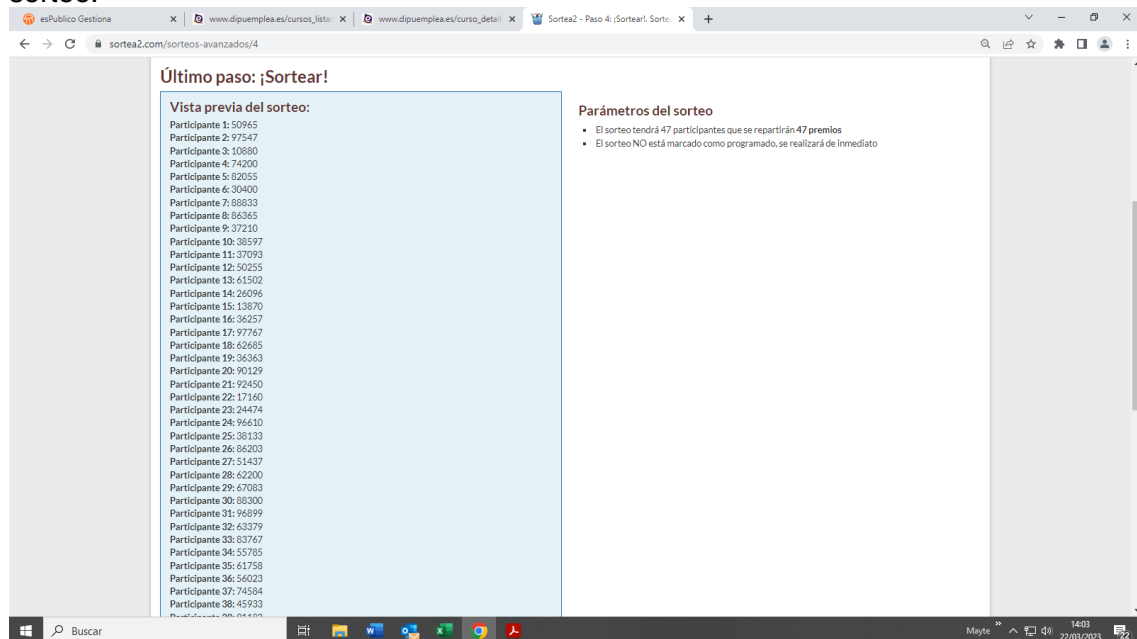 sorteo.
esPublico Gestiona
www.dipuemplea.es/cursos_lista
www.dipuemplea.es/curso_detall
Sortea2 - Paso 4: ¡Sortear!. Sorte
sortea2.com/sorteos-avanzados/4
Último paso: ¡Sortear!
Vista previa del sorteo:
Participante 1: 50965
Participante 2: 97547
Participante 3: 10880
Participante 4: 74200
Participante 5: 82055
Participante 6: 30400
Participante 7: 88833
Participante 8: 86365
Participante 9: 37210
Participante 10: 38597
Participante 11: 37093
Participante 12: 50255
Participante 13: 61502
Participante 14: 26096
Participante 15: 13870
Participante 16: 36257
Participante 17: 97767
Participante 18: 62685
Participante 19: 36363
Participante 20: 90129
Participante 21: 92450
Participante 22: 17160
Participante 23: 24474
Participante 24: 96610
Participante 25: 38133
Participante 26: 86203
Participante 27: 51437
Participante 28: 62200
Participante 29: 67083
Participante 30: 88300
Participante 31: 96899
Participante 32: 63379
Participante 33: 83767
Participante 34: 55785
Participante 35: 61758
Participante 36: 56023
Participante 37: 74584
Participante 38: 45933
Parámetros del sorteo
El sorteo tendrá 47 participantes que se repartirán 47 premios
El sorteo NO está marcado como programado, se realizará de inmediato
Buscar
Mayte
14:03
22/03/2023